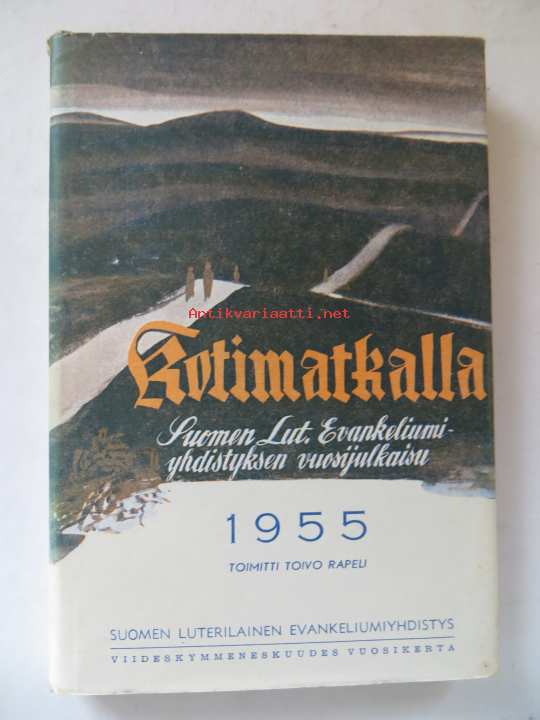 Antikvariaatti.net
Kotimatkalla
Suomen Lut. Evankeliumi-
yhdistyksen vuosijulkaisu
1955
TOIMITTI TOIVO RAPELI
SUOMEN LUTERILAINEN EVANKELIUMIYHDISTYS
VIIDESKYMMENESKUUDES VUOSIKERTA